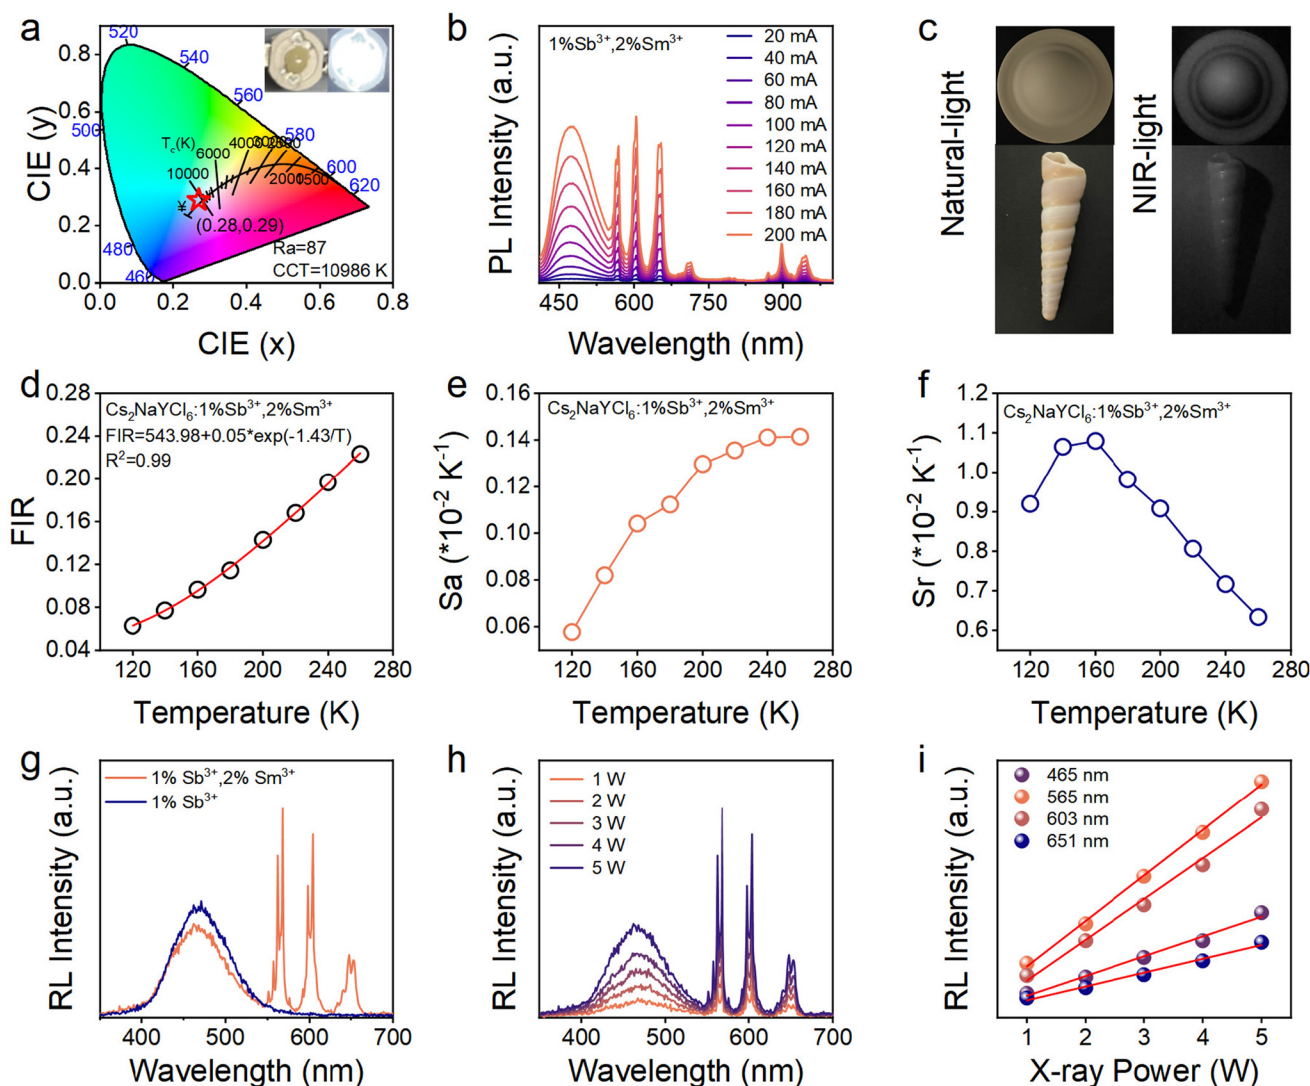 a
CIE (y)
0.8
0.6
0.4
0.2
0.0
0.0
0.2
0.4
0.6
0.8
CIE (x)
520
540
560
580
600
620
500
480
460
T_c(K)
10000
6000
4000
2000
1500
(0.28,0.29)
Ra=87
CCT=10986 K
b
PL Intensity (a.u.)
1%Sb³⁺,2%Sm³⁺
20 mA
40 mA
60 mA
80 mA
100 mA
120 mA
140 mA
160 mA
180 mA
200 mA
450
600
750
900
Wavelength (nm)
c
Natural-light
NIR-light
d
FIR
0.28
0.24
0.20
0.16
0.12
0.08
0.04
Cs₂NaYCl₆:1%Sb³⁺,2%Sm³⁺
FIR=543.98+0.05*exp(-1.43/T)
R²=0.99
120
160
200
240
280
Temperature (K)
e
Sa (*10⁻² K⁻¹)
0.16
0.14
0.12
0.10
0.08
0.06
Cs₂NaYCl₆:1%Sb³⁺,2%Sm³⁺
120
160
200
240
280
Temperature (K)
f
Sr (*10⁻² K⁻¹)
1.2
1.1
1.0
0.9
0.8
0.7
0.6
Cs₂NaYCl₆:1%Sb³⁺,2%Sm³⁺
120
160
200
240
280
Temperature (K)
g
RL Intensity (a.u.)
1% Sb³⁺,2% Sm³⁺
1% Sb³⁺
400
500
600
700
Wavelength (nm)
h
RL Intensity (a.u.)
1 W
2 W
3 W
4 W
5 W
400
500
600
700
Wavelength (nm)
i
RL Intensity (a.u.)
465 nm
565 nm
603 nm
651 nm
1
2
3
4
5
X-ray Power (W)